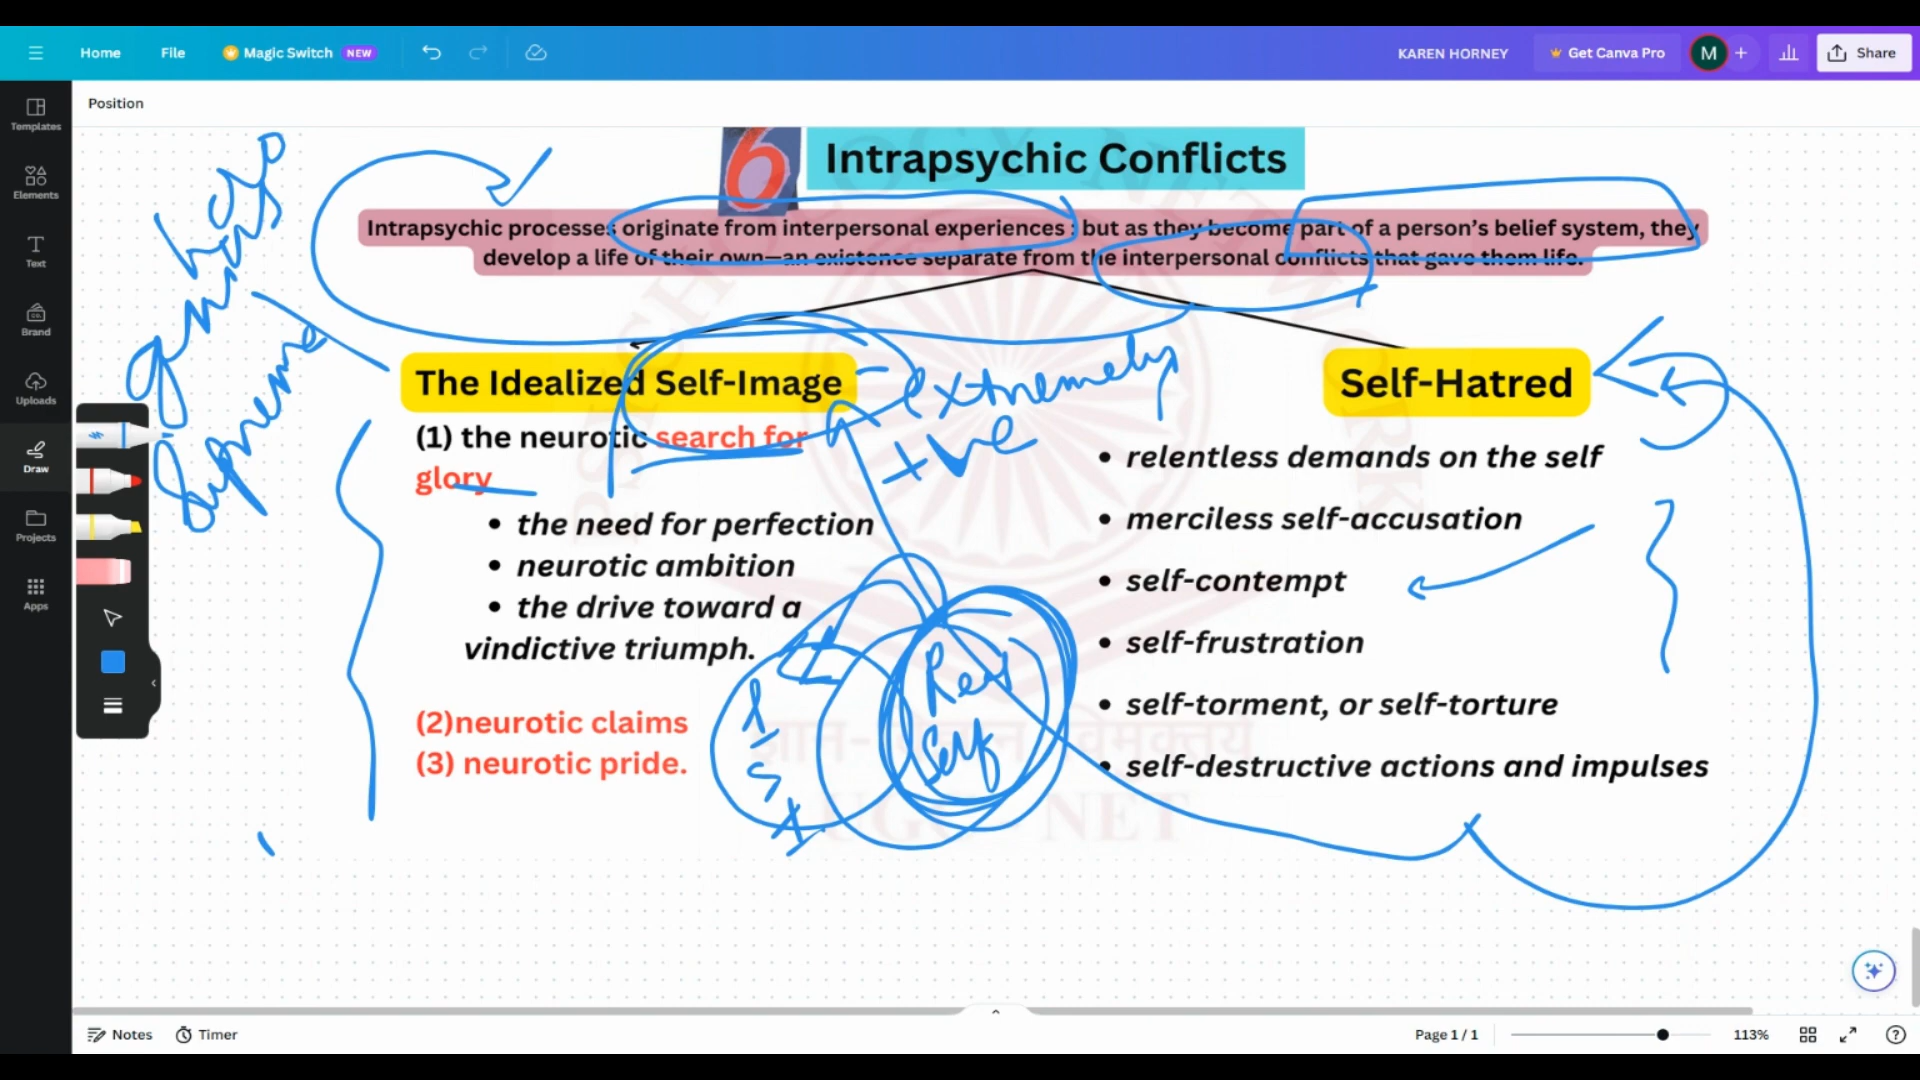 Home File Magic Switch NEW KAREN HORNEY Get Canva Pro M + Share
Position
Templates
Elements
Text
Brand
Uploads
Draw
Projects
Apps
6 Intrapsychic Conflicts
Intrapsychic processes originate from interpersonal experiences ; but as they become part of a person's belief system, they
develop a life of their own—an existence separate from the interpersonal conflicts that gave them life.
hero
genius
Supreme
The Idealized Self-Image
extremely
+ve
(1) the neurotic search for
glory
• the need for perfection
• neurotic ambition
• the drive toward a
vindictive triumph.
(2)neurotic claims
(3) neurotic pride.
Real
Self
Self-Hatred
• relentless demands on the self
• merciless self-accusation
• self-contempt
• self-frustration
• self-torment, or self-torture
• self-destructive actions and impulses
Notes Timer Page 1 / 1 113%